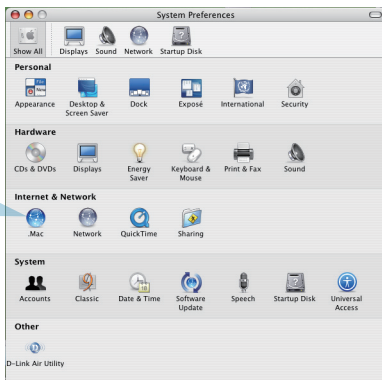 System Preferences
Show All Displays Sound Network Startup Disk
Personal
Appearance Desktop & Screen Saver Dock Exposé International Security
Hardware
CDs & DVDs Displays Energy Saver Keyboard & Mouse Print & Fax Sound
Internet & Network
.Mac Network QuickTime Sharing
System
Accounts Classic Date & Time Software Update Speech Startup Disk Universal Access
Other
D-Link Air Utility